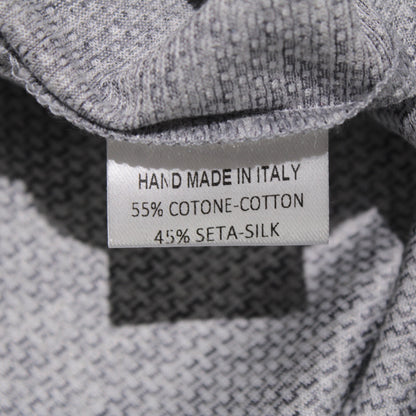 HAND MADE IN ITALY
55% COTONE-COTTON
45% SETA-SILK